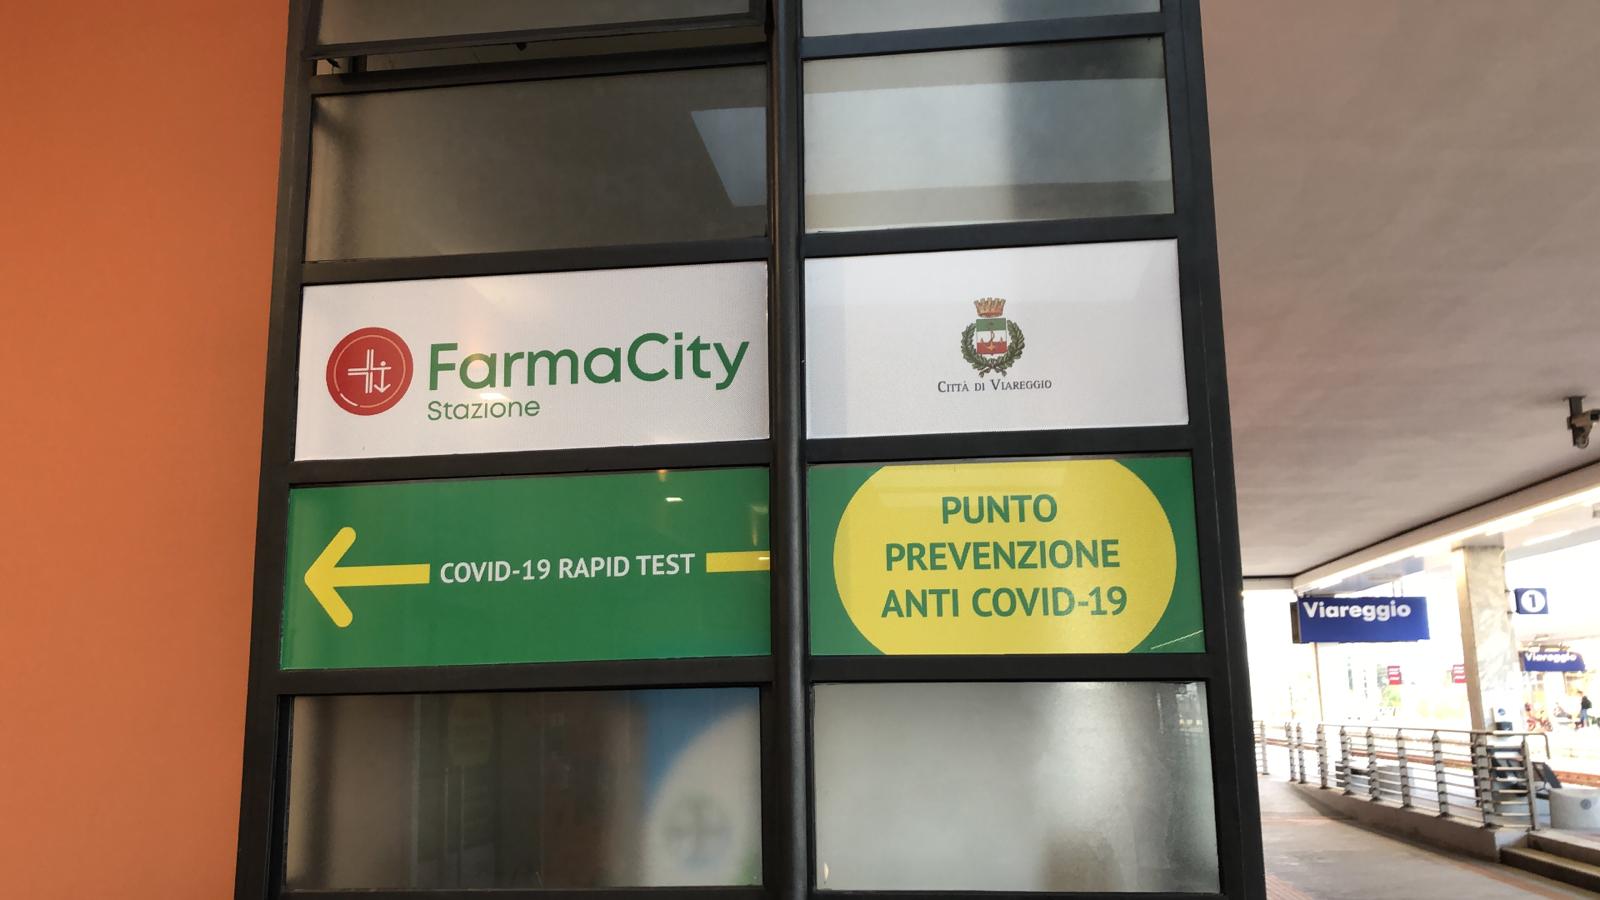 FarmaCity
Stazione
CITTÀ DI VIAREGGIO
COVID-19 RAPID TEST
PUNTO
PREVENZIONE
ANTI COVID-19
Viareggio
1
Viareggio